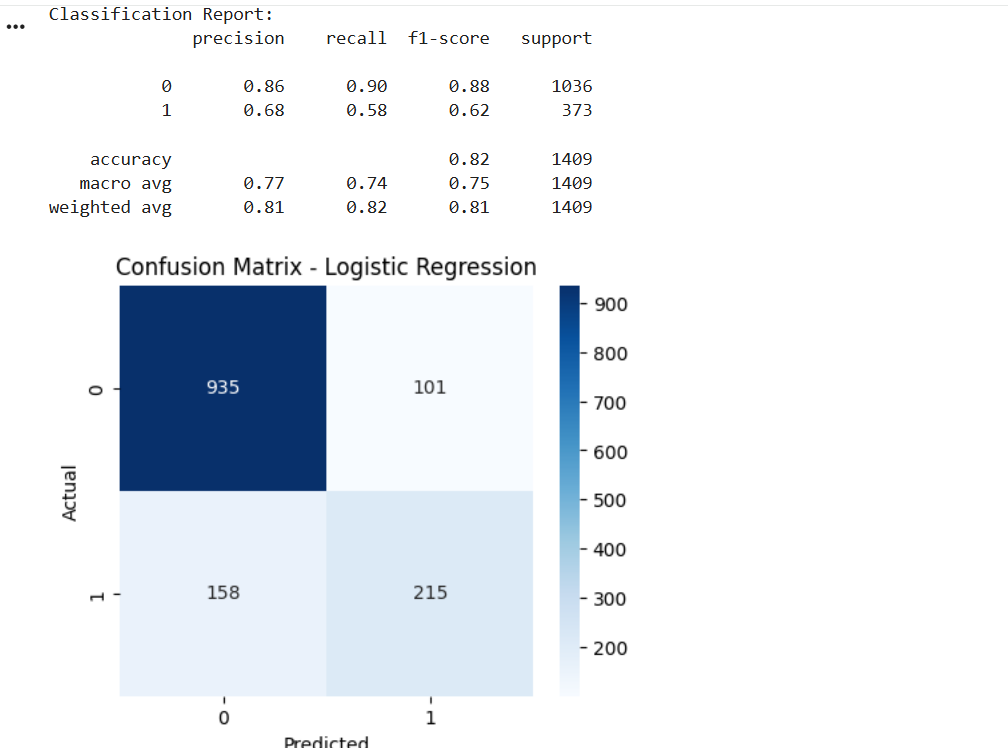 Classification Report:
precision recall f1-score support
0 0.86 0.90 0.88 1036
1 0.68 0.58 0.62 373
accuracy 0.82 1409
macro avg 0.77 0.74 0.75 1409
weighted avg 0.81 0.82 0.81 1409
Confusion Matrix - Logistic Regression
900
800
700
600
500
400
300
200
Actual
0
1
935 101
158 215
0 1
Predicted